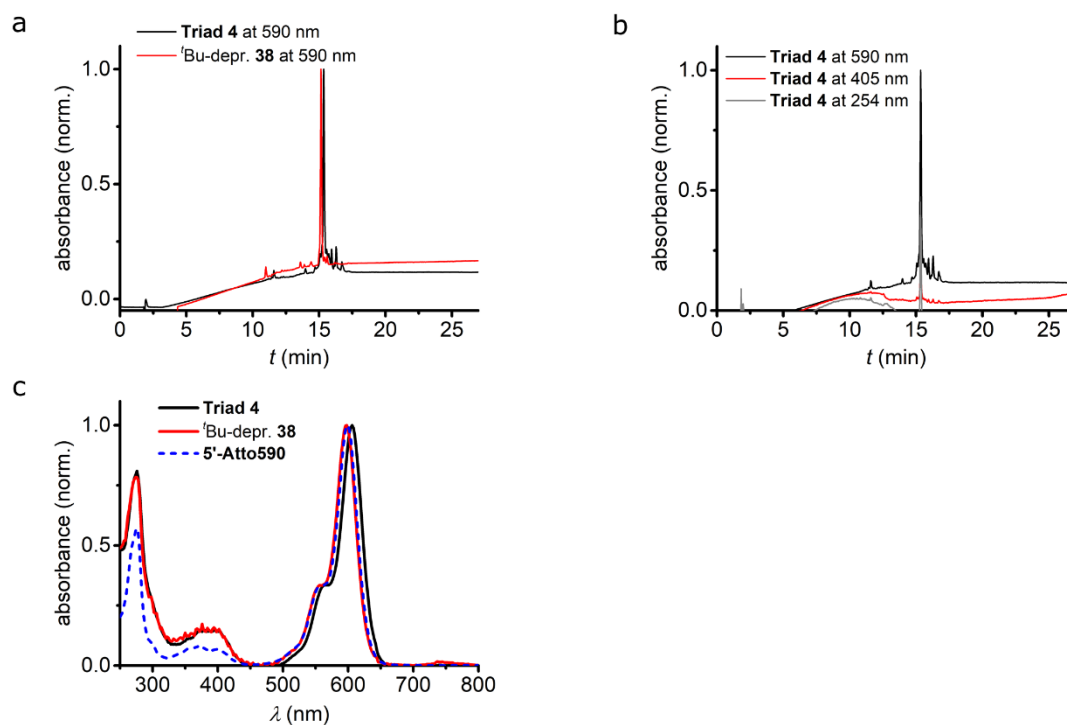 a
Triad 4 at 590 nm
tBu-depr. 38 at 590 nm
absorbance (norm.)
1.0
0.5
0.0
0 5 10 15 20 25
t (min)
b
Triad 4 at 590 nm
Triad 4 at 405 nm
Triad 4 at 254 nm
absorbance (norm.)
1.0
0.5
0.0
0 5 10 15 20 25
t (min)
c
Triad 4
tBu-depr. 38
5'-Atto590
absorbance (norm.)
1.0
0.5
0.0
300 400 500 600 700 800
λ (nm)